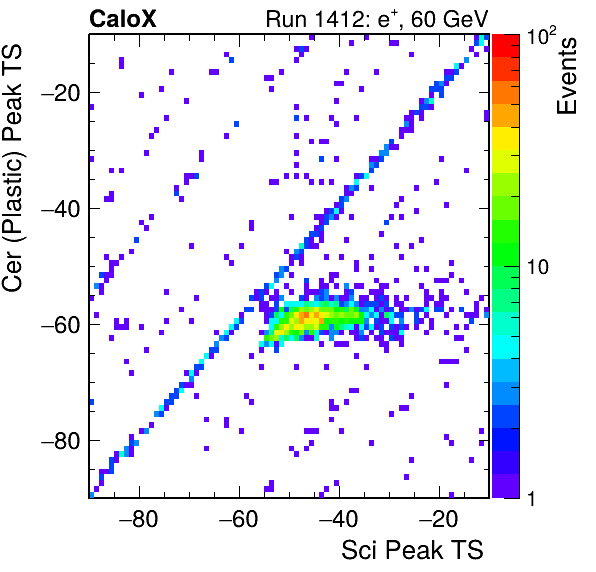 CaloX Run 1412: e⁺, 60 GeV
Cer (Plastic) Peak TS
−20
−40
−60
−80
−80 −60 −40 −20
Sci Peak TS
10²
10
1
Events